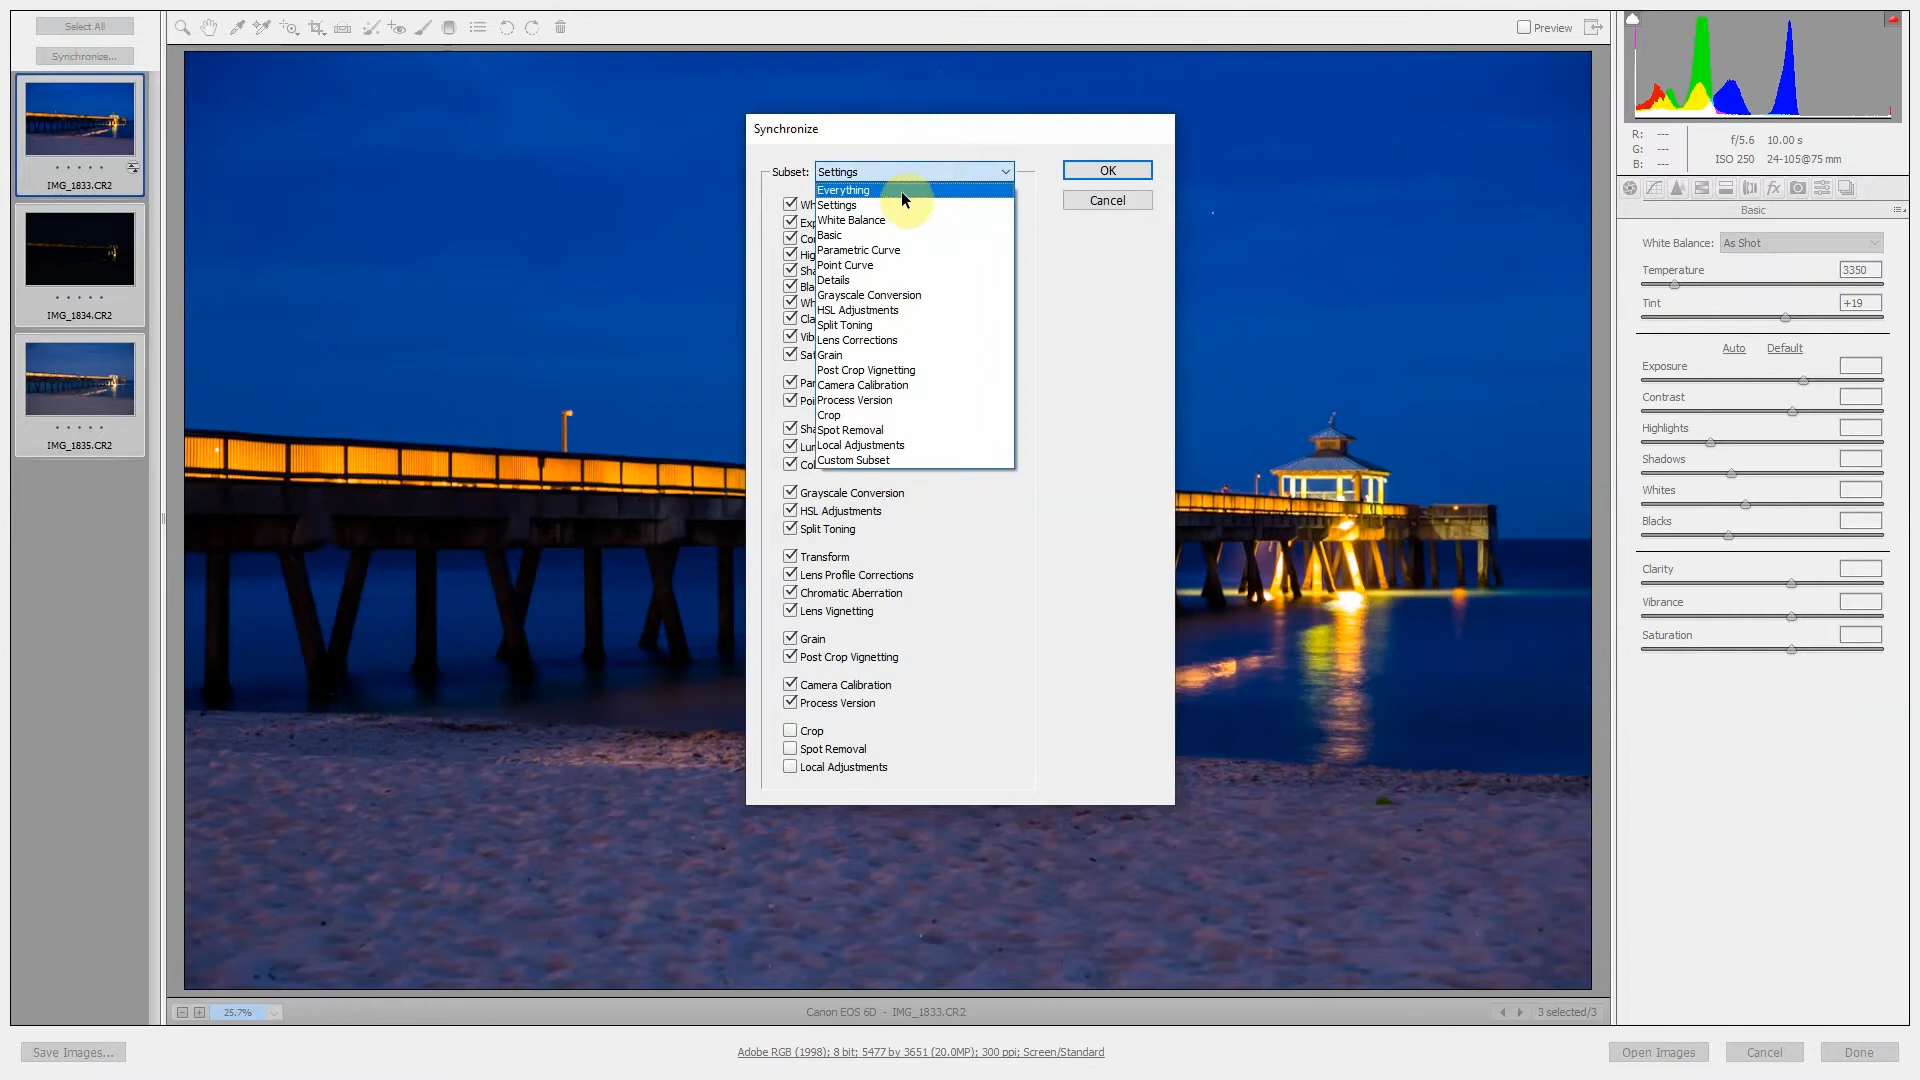 Select All
Synchronize...
IMG_1833.CR2
IMG_1834.CR2
IMG_1835.CR2
Preview
Synchronize
Subset: Settings
OK
Cancel
Everything
Settings
White Balance
Basic
Parametric Curve
Point Curve
Details
Grayscale Conversion
HSL Adjustments
Split Toning
Lens Corrections
Grain
Post Crop Vignetting
Camera Calibration
Process Version
Crop
Spot Removal
Local Adjustments
Custom Subset
Grayscale Conversion
HSL Adjustments
Split Toning
Transform
Lens Profile Corrections
Chromatic Aberration
Lens Vignetting
Grain
Post Crop Vignetting
Camera Calibration
Process Version
Crop
Spot Removal
Local Adjustments
R: ---
G: ---
B: ---
f/5.6 10.00 s
ISO 250 24-105@75 mm
Basic
White Balance: As Shot
Temperature 3350
Tint +19
Auto Default
Exposure
Contrast
Highlights
Shadows
Whites
Blacks
Clarity
Vibrance
Saturation
25.7%
Canon EOS 6D - IMG_1833.CR2
3 selected/3
Save Images...
Adobe RGB (1998); 8 bit; 5477 by 3651 (20.0MP); 300 ppi; Screen/Standard
Open Images
Cancel
Done